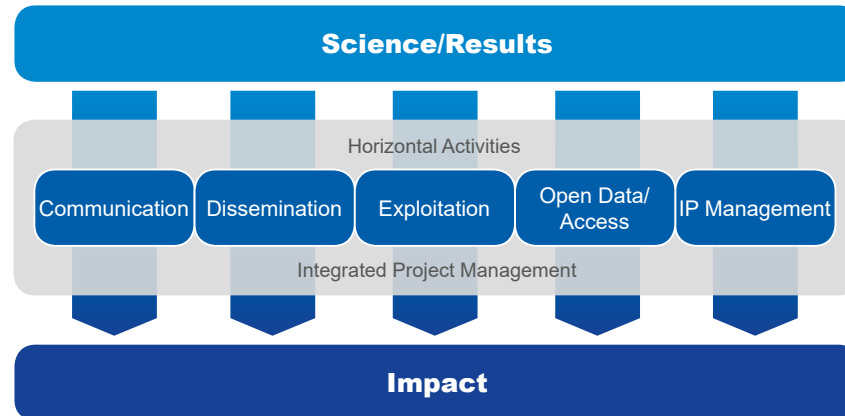 Science/Results
Horizontal Activities
Communication
Dissemination
Exploitation
Open Data/
Access
IP Management
Integrated Project Management
Impact